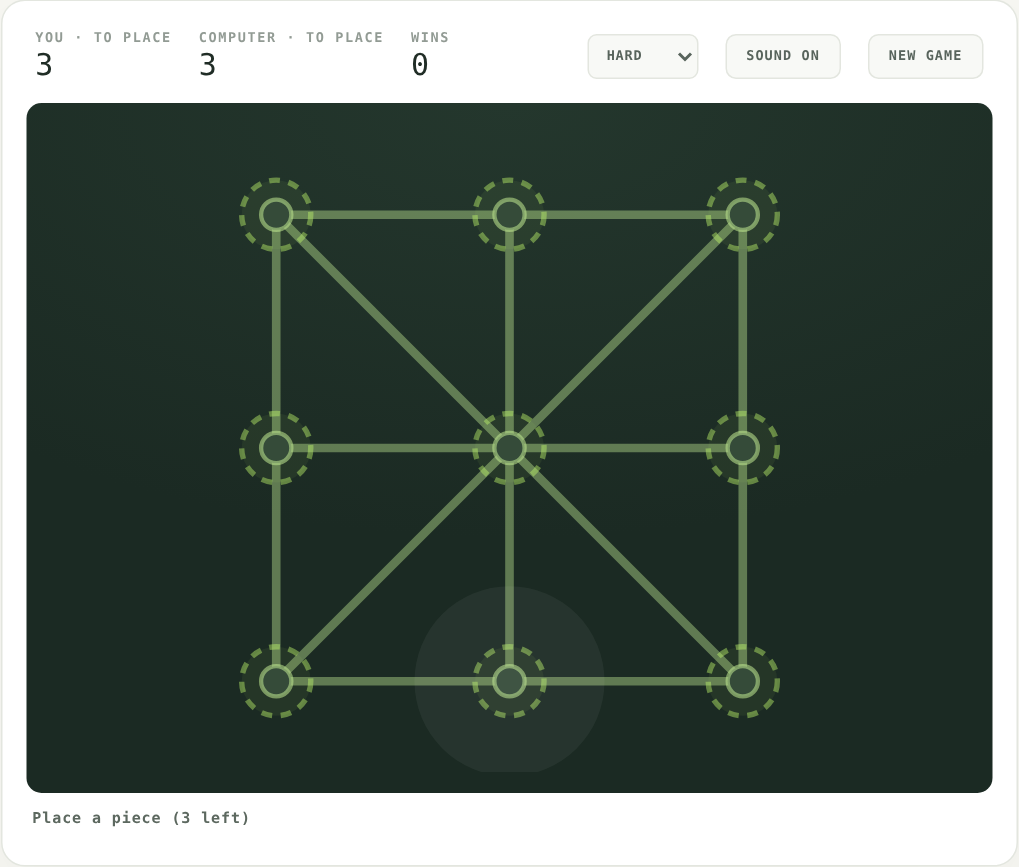 YOU · TO PLACE COMPUTER · TO PLACE WINS
3 3 0
HARD SOUND ON NEW GAME
Place a piece (3 left)